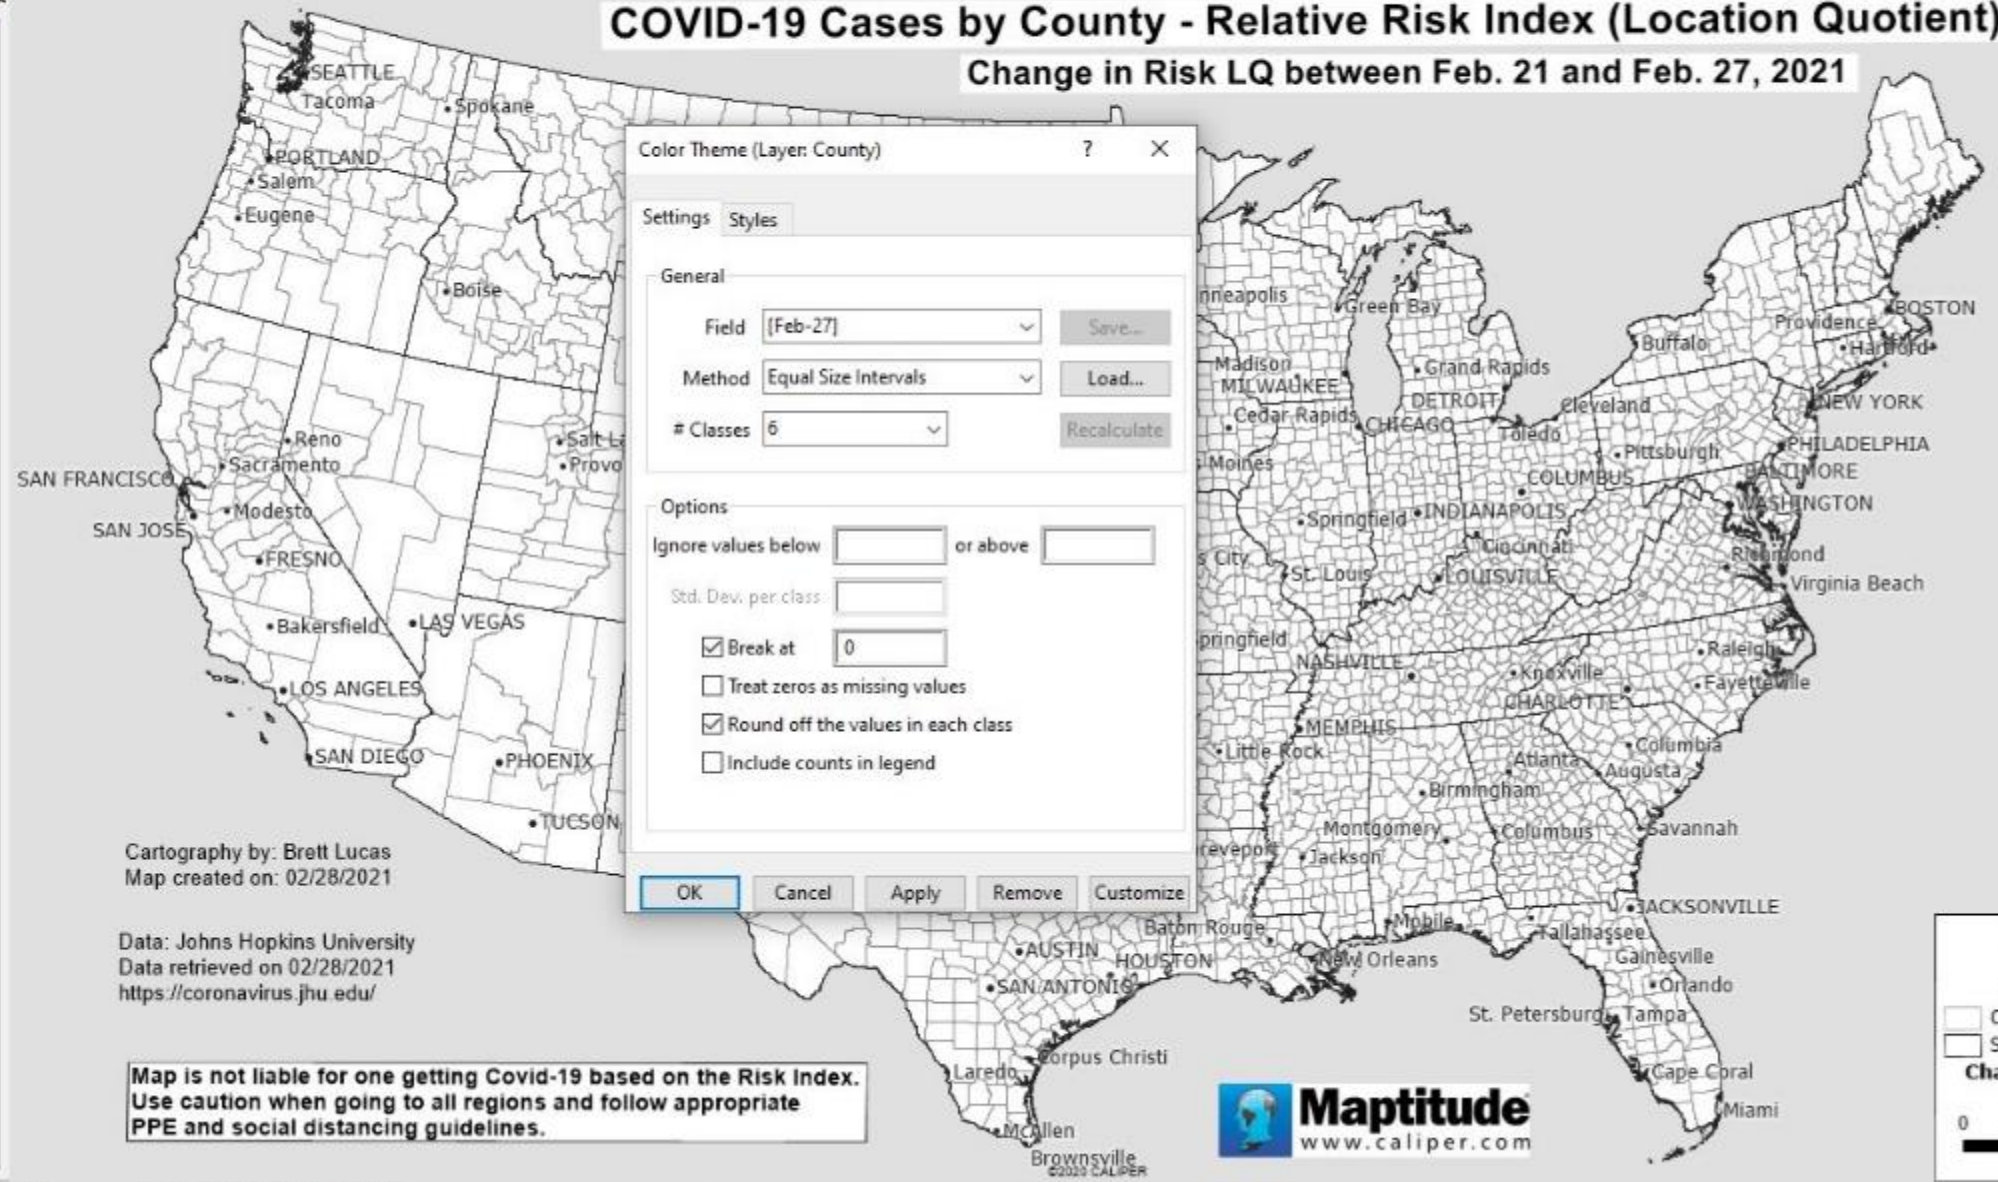 COVID-19 Cases by County - Relative Risk Index (Location Quotient)
Change in Risk LQ between Feb. 21 and Feb. 27, 2021
SEATTLE
Tacoma
Spokane
PORTLAND
Salem
Eugene
Boise
Reno
Salt La
Sacramento
Provo
SAN FRANCISCO
Modesto
SAN JOSE
FRESNO
Bakersfield
LAS VEGAS
LOS ANGELES
SAN DIEGO
PHOENIX
TUCSON
Color Theme (Layer: County)
?
Settings
Styles
General
Field [Feb-27] Save...
Method Equal Size Intervals Load...
# Classes 6 Recalculate
Options
Ignore values below or above
Std. Dev. per class
Break at 0
Treat zeros as missing values
Round off the values in each class
Include counts in legend
OK Cancel Apply Remove Customize
nneapolis
Green Bay
Madison
MILWAUKEE
Grand Rapids
DETROIT
Cedar Rapids
CHICAGO
Toledo
Cleveland
Buffalo
Providence
BOSTON
Hartford
NEW YORK
Pittsburgh
PHILADELPHIA
BALTIMORE
Moines
COLUMBUS
WASHINGTON
Springfield
INDIANAPOLIS
Cincinnati
Richmond
s City
St. Louis
LOUISVILLE
Virginia Beach
pringfield
NASHVILLE
Knoxville
Raleigh
CHARLOTTE
Fayetteville
MEMPHIS
Little Rock
Atlanta
Columbia
Augusta
Birmingham
Montgomery
Columbus
Savannah
reveport
Jackson
JACKSONVILLE
Baton Rouge
Mobile
Tallahassee
AUSTIN
HOUSTON
New Orleans
Gainesville
SAN ANTONIO
Orlando
St. Petersburg
Tampa
Corpus Christi
Laredo
Cape Coral
McAllen
Miami
Brownsville
©2020 CALIPER
Cartography by: Brett Lucas
Map created on: 02/28/2021
Data: Johns Hopkins University
Data retrieved on 02/28/2021
https://coronavirus.jhu.edu/
Map is not liable for one getting Covid-19 based on the Risk Index.
Use caution when going to all regions and follow appropriate
PPE and social distancing guidelines.
Maptitude
www.caliper.com
C
S
Cha
0